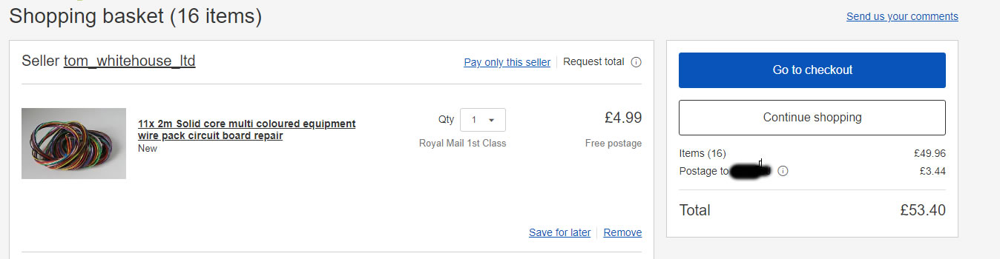 Shopping basket (16 items)
Send us your comments
Seller tom_whitehouse_ltd
Pay only this seller
Request total
11x 2m Solid core multi coloured equipment
wire pack circuit board repair
New
Qty 1
£4.99
Royal Mail 1st Class
Free postage
Save for later
Remove
Go to checkout
Continue shopping
Items (16) £49.96
Postage to £3.44
Total £53.40